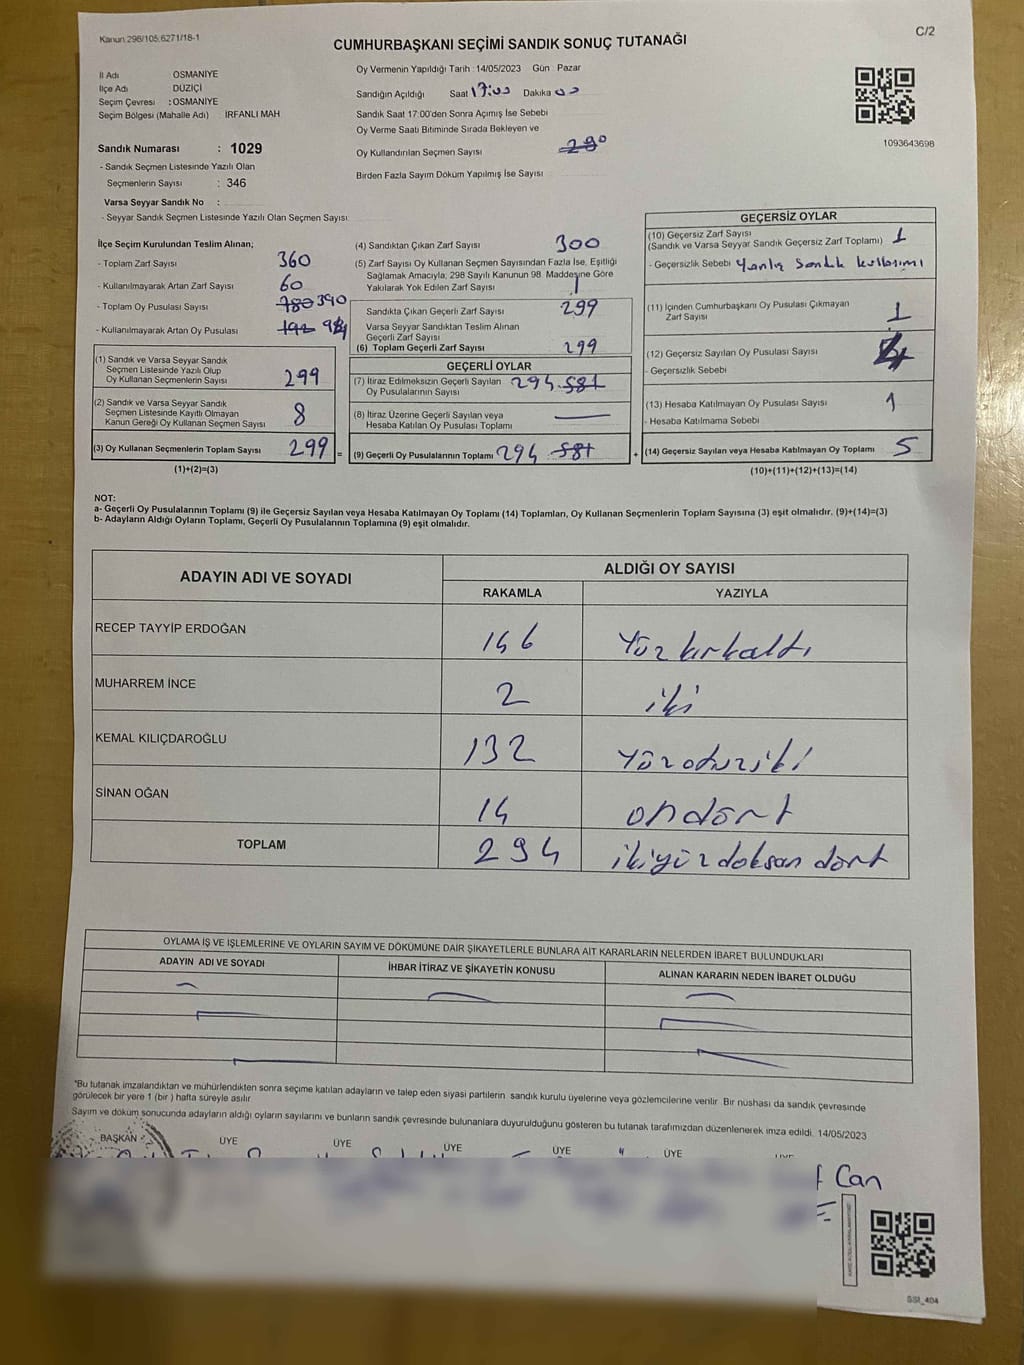 Kanun 298/105,6271/18-1
C/2
CUMHURBAŞKANI SEÇİMİ SANDIK SONUÇ TUTANAĞI
İl Adı OSMANİYE
İlçe Adı DÜZİÇİ
Seçim Çevresi : OSMANİYE
Seçim Bölgesi (Mahalle Adı) IRFANLI MAH
Sandık Numarası : 1029
- Sandık Seçmen Listesinde Yazılı Olan
Seçmenlerin Sayısı : 346
Varsa Seyyar Sandık No :
- Seyyar Sandık Seçmen Listesinde Yazılı Olan Seçmen Sayısı:
Oy Vermenin Yapıldığı Tarih : 14/05/2023 Gün : Pazar
Sandığın Açıldığı Saat 17:00 Dakika 00
Sandık Saat 17:00'den Sonra Açımış İse Sebebi
Oy Verme Saati Bitiminde Sırada Bekleyen ve
Oy Kullandırılan Seçmen Sayısı
Birden Fazla Sayım Döküm Yapılmış İse Sayısı
1093643698
İlçe Seçim Kurulundan Teslim Alınan;
- Toplam Zarf Sayısı 360
- Kullanılmayarak Artan Zarf Sayısı 60
- Toplam Oy Pusulası Sayısı 780 390
- Kullanılmayarak Artan Oy Pusulası 192
(1) Sandık ve Varsa Seyyar Sandık
Seçmen Listesinde Yazılı Olup
Oy Kullanan Seçmenlerin Sayısı 299
(2) Sandık ve Varsa Seyyar Sandık
Seçmen Listesinde Kayıtlı Olmayan
Kanun Gereği Oy Kullanan Seçmen Sayısı 8
(3) Oy Kullanan Seçmenlerin Toplam Sayısı 299 =
(1)+(2)=(3)
(4) Sandıktan Çıkan Zarf Sayısı 300
(5) Zarf Sayısı Oy Kullanan Seçmen Sayısından Fazla İse, Eşitliği
Sağlamak Amacıyla, 298 Sayılı Kanunun 98. Maddesine Göre
Yakılarak Yok Edilen Zarf Sayısı 1
Sandıkta Çıkan Geçerli Zarf Sayısı 299
Varsa Seyyar Sandıktan Teslim Alınan
Geçerli Zarf Sayısı
(6) Toplam Geçerli Zarf Sayısı 299
GEÇERLİ OYLAR
(7) İtiraz Edilmeksizin Geçerli Sayılan
Oy Pusulalarının Sayısı 294 581
(8) İtiraz Üzerine Geçerli Sayılan veya
Hesaba Katılan Oy Pusulası Toplamı
(9) Geçerli Oy Pusulalarının Toplamı 294 581 +
GEÇERSİZ OYLAR
(10) Geçersiz Zarf Sayısı
(Sandık ve Varsa Seyyar Sandık Geçersiz Zarf Toplamı) 1
- Geçersizlik Sebebi Yanlış Sandık kullanımı
(11) İçinden Cumhurbaşkanı Oy Pusulası Çıkmayan
Zarf Sayısı 1
(12) Geçersiz Sayılan Oy Pusulası Sayısı
- Geçersizlik Sebebi
(13) Hesaba Katılmayan Oy Pusulası Sayısı 1
- Hesaba Katılmama Sebebi
(14) Geçersiz Sayılan veya Hesaba Katılmayan Oy Toplamı 5
(10)+(11)+(12)+(13)=(14)
NOT:
a- Geçerli Oy Pusulalarının Toplamı (9) ile Geçersiz Sayılan veya Hesaba Katılmayan Oy Toplamı (14) Toplamları, Oy Kullanan Seçmenlerin Toplam Sayısına (3) eşit olmalıdır. (9)+(14)=(3)
b- Adayların Aldığı Oyların Toplamı, Geçerli Oy Pusulalarının Toplamına (9) eşit olmalıdır.
ADAYIN ADI VE SOYADI ALDIĞI OY SAYISI
RAKAMLA YAZIYLA
RECEP TAYYİP ERDOĞAN 146 Yüz kırkaltı
MUHARREM İNCE 2 iki
KEMAL KILIÇDAROĞLU 132 Yüzotuziki
SİNAN OĞAN 14 ondört
TOPLAM 294 ikiyüz doksan dört
OYLAMA İŞ VE İŞLEMLERİNE VE OYLARIN SAYIM VE DÖKÜMÜNE DAİR ŞİKAYETLERLE BUNLARA AİT KARARLARIN NELERDEN İBARET BULUNDUKLARI
ADAYIN ADI VE SOYADI İHBAR İTİRAZ VE ŞİKAYETİN KONUSU ALINAN KARARIN NEDEN İBARET OLDUĞU
"Bu tutanak imzalandıktan ve mühürlendikten sonra seçime katılan adayların ve talep eden siyasi partilerin sandık kurulu üyelerine veya gözlemcilerine verilir. Bir nüshası da sandık çevresinde
görülecek bir yere 1 (bir) hafta süreyle asılır.
Sayım ve döküm sonucunda adayların aldığı oyların sayılarını ve bunların sandık çevresinde bulunanlara duyurulduğunu gösteren bu tutanak tarafımızdan düzenlenerek imza edildi. 14/05/2023
BAŞKAN ÜYE ÜYE ÜYE ÜYE ÜYE
Can
SSt_404